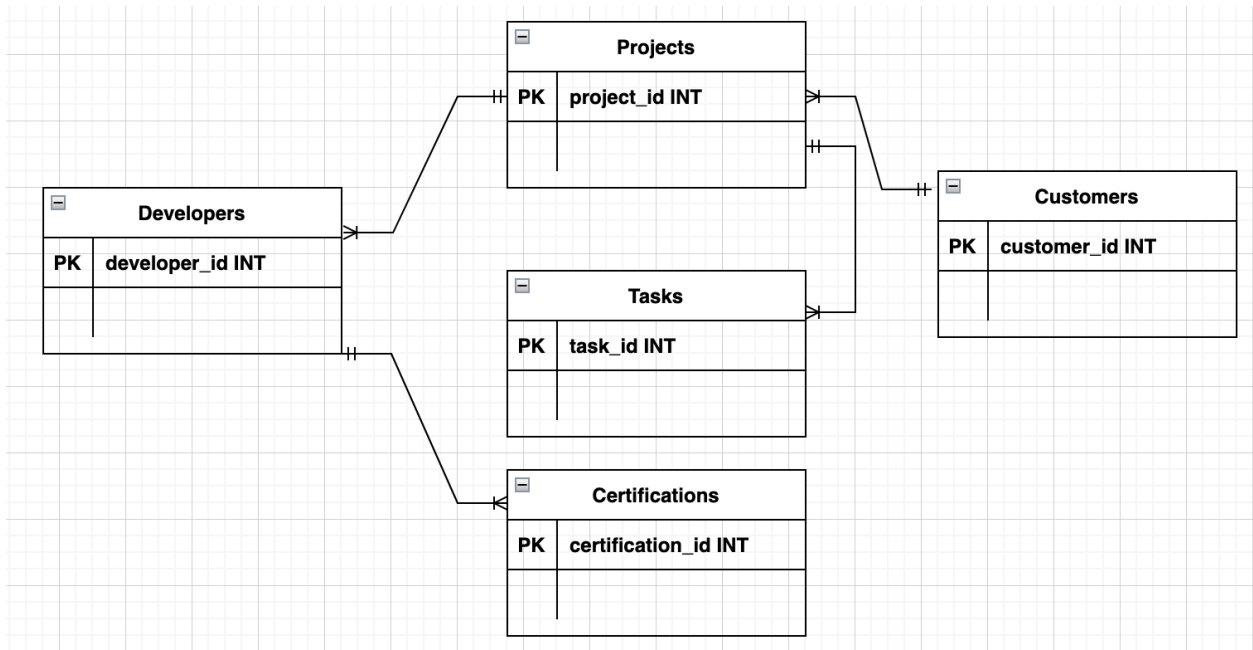 Projects
PK project_id INT
Developers
PK developer_id INT
Customers
PK customer_id INT
Tasks
PK task_id INT
Certifications
PK certification_id INT